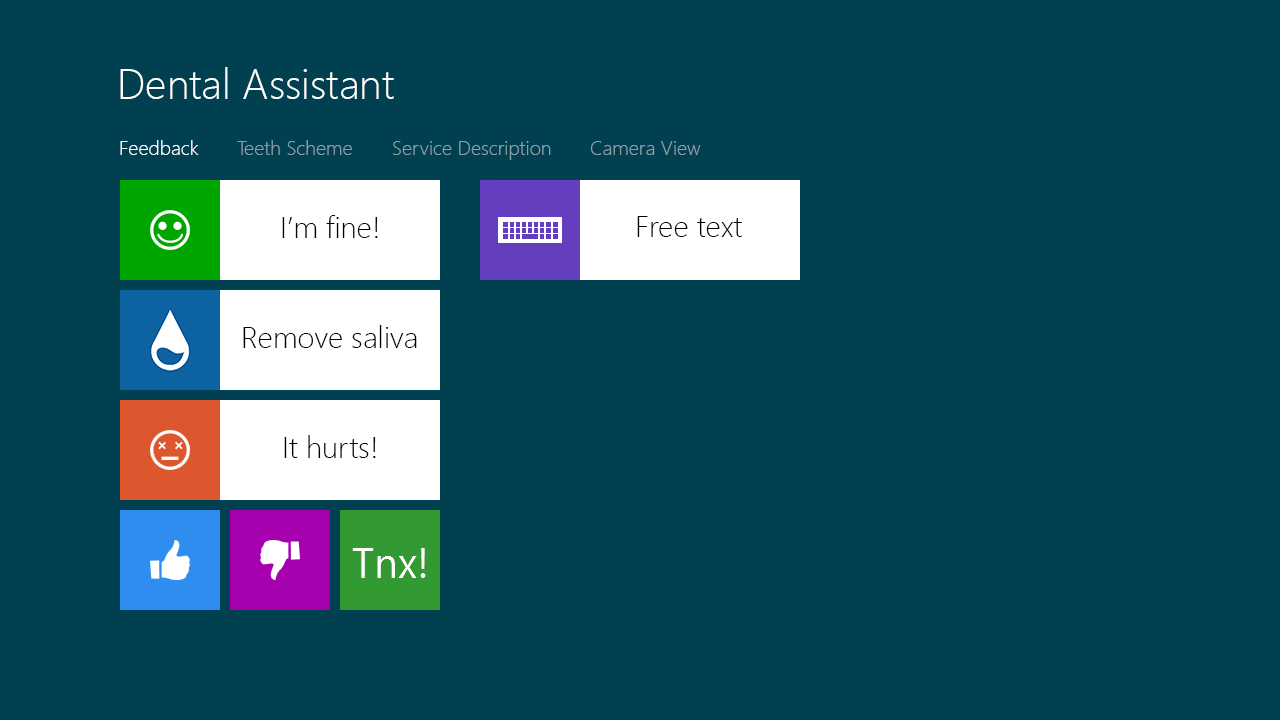 Dental Assistant
Feedback Teeth Scheme Service Description Camera View
I'm fine!
Free text
Remove saliva
It hurts!
Tnx!